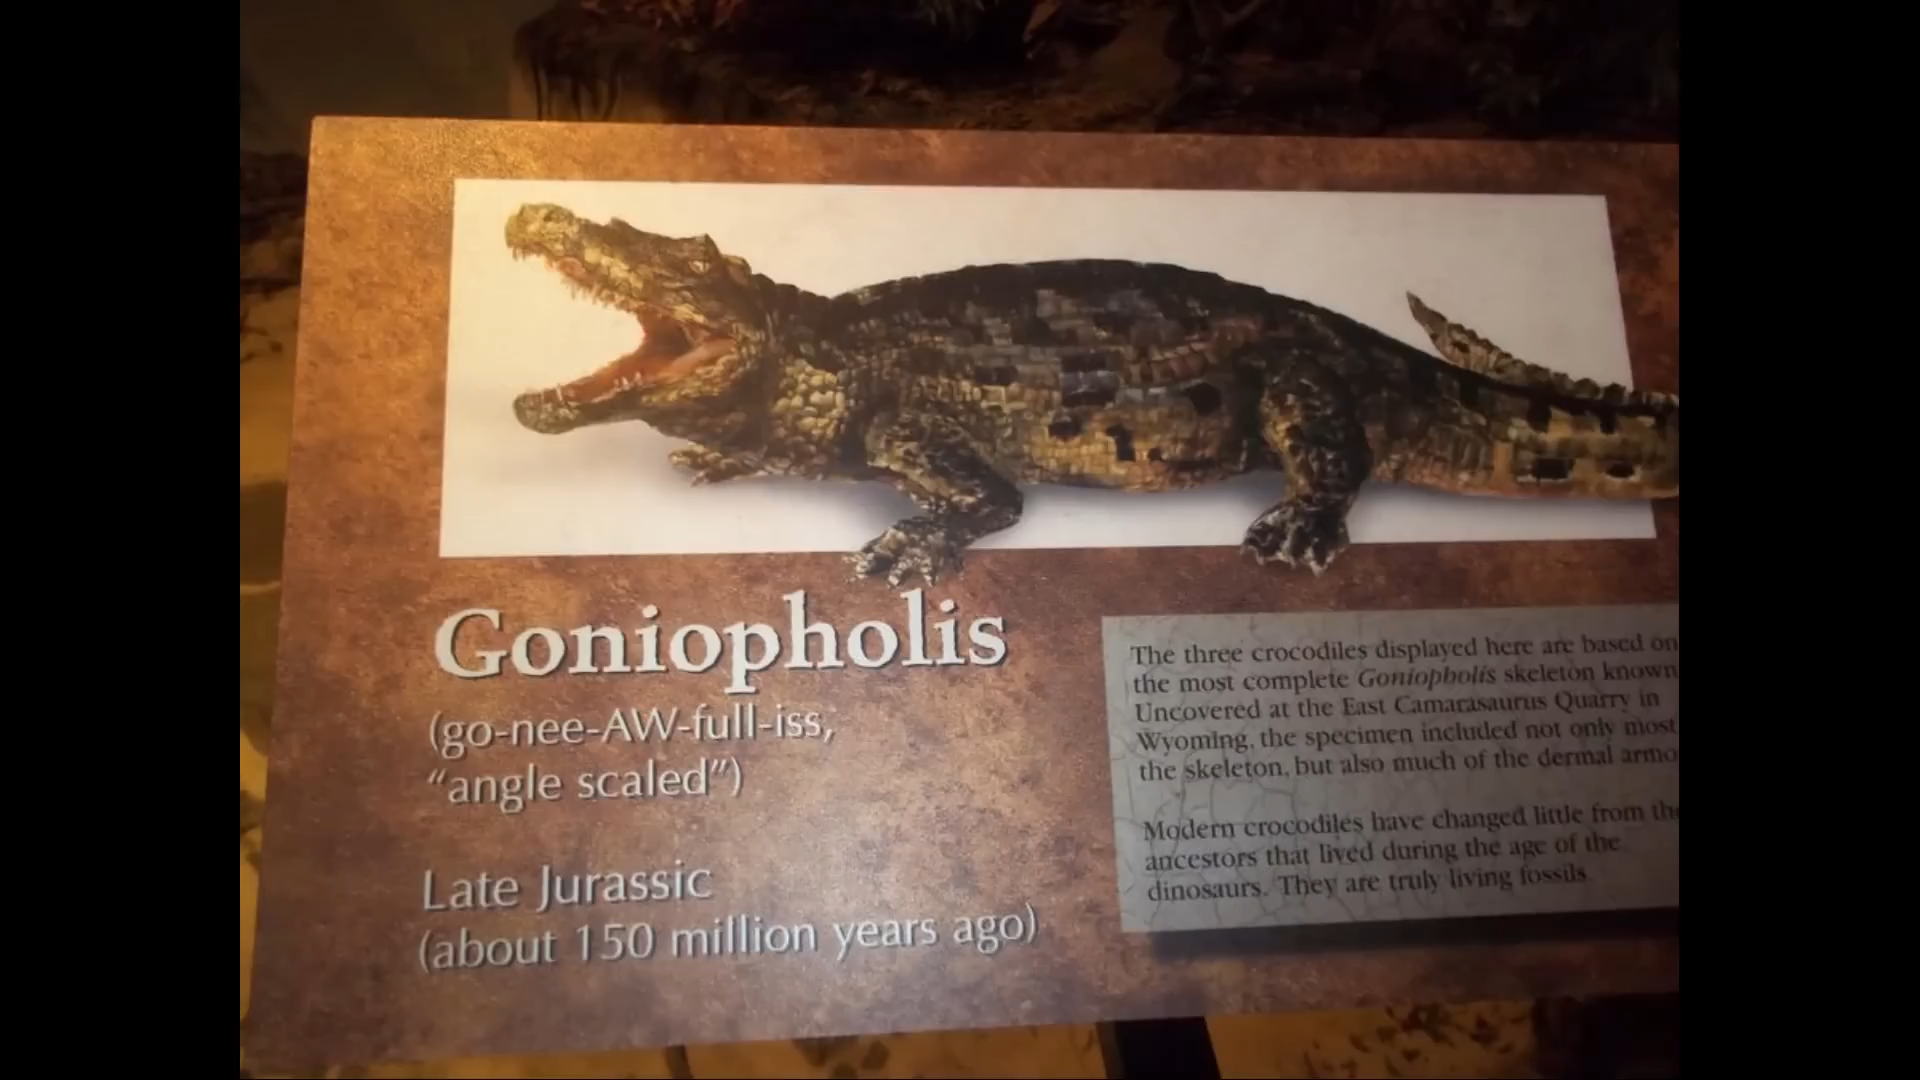 Goniopholis
(go-nee-AW-full-iss,
“angle scaled”)
Late Jurassic
(about 150 million years ago)
The three crocodiles displayed here are based on
the most complete Goniopholis skeleton known
Uncovered at the East Camarasaurus Quarry in
Wyoming, the specimen included not only most
the skeleton, but also much of the dermal armo
Modern crocodiles have changed little from the
ancestors that lived during the age of the
dinosaurs. They are truly living fossils